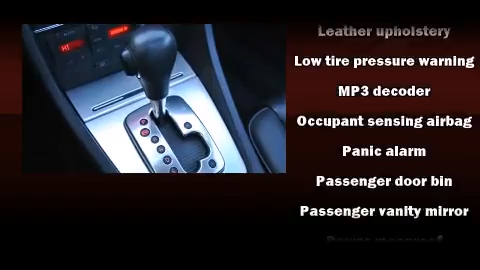 Leather upholstery
Low tire pressure warning
MP3 decoder
Occupant sensing airbag
Panic alarm
Passenger door bin
Passenger vanity mirror